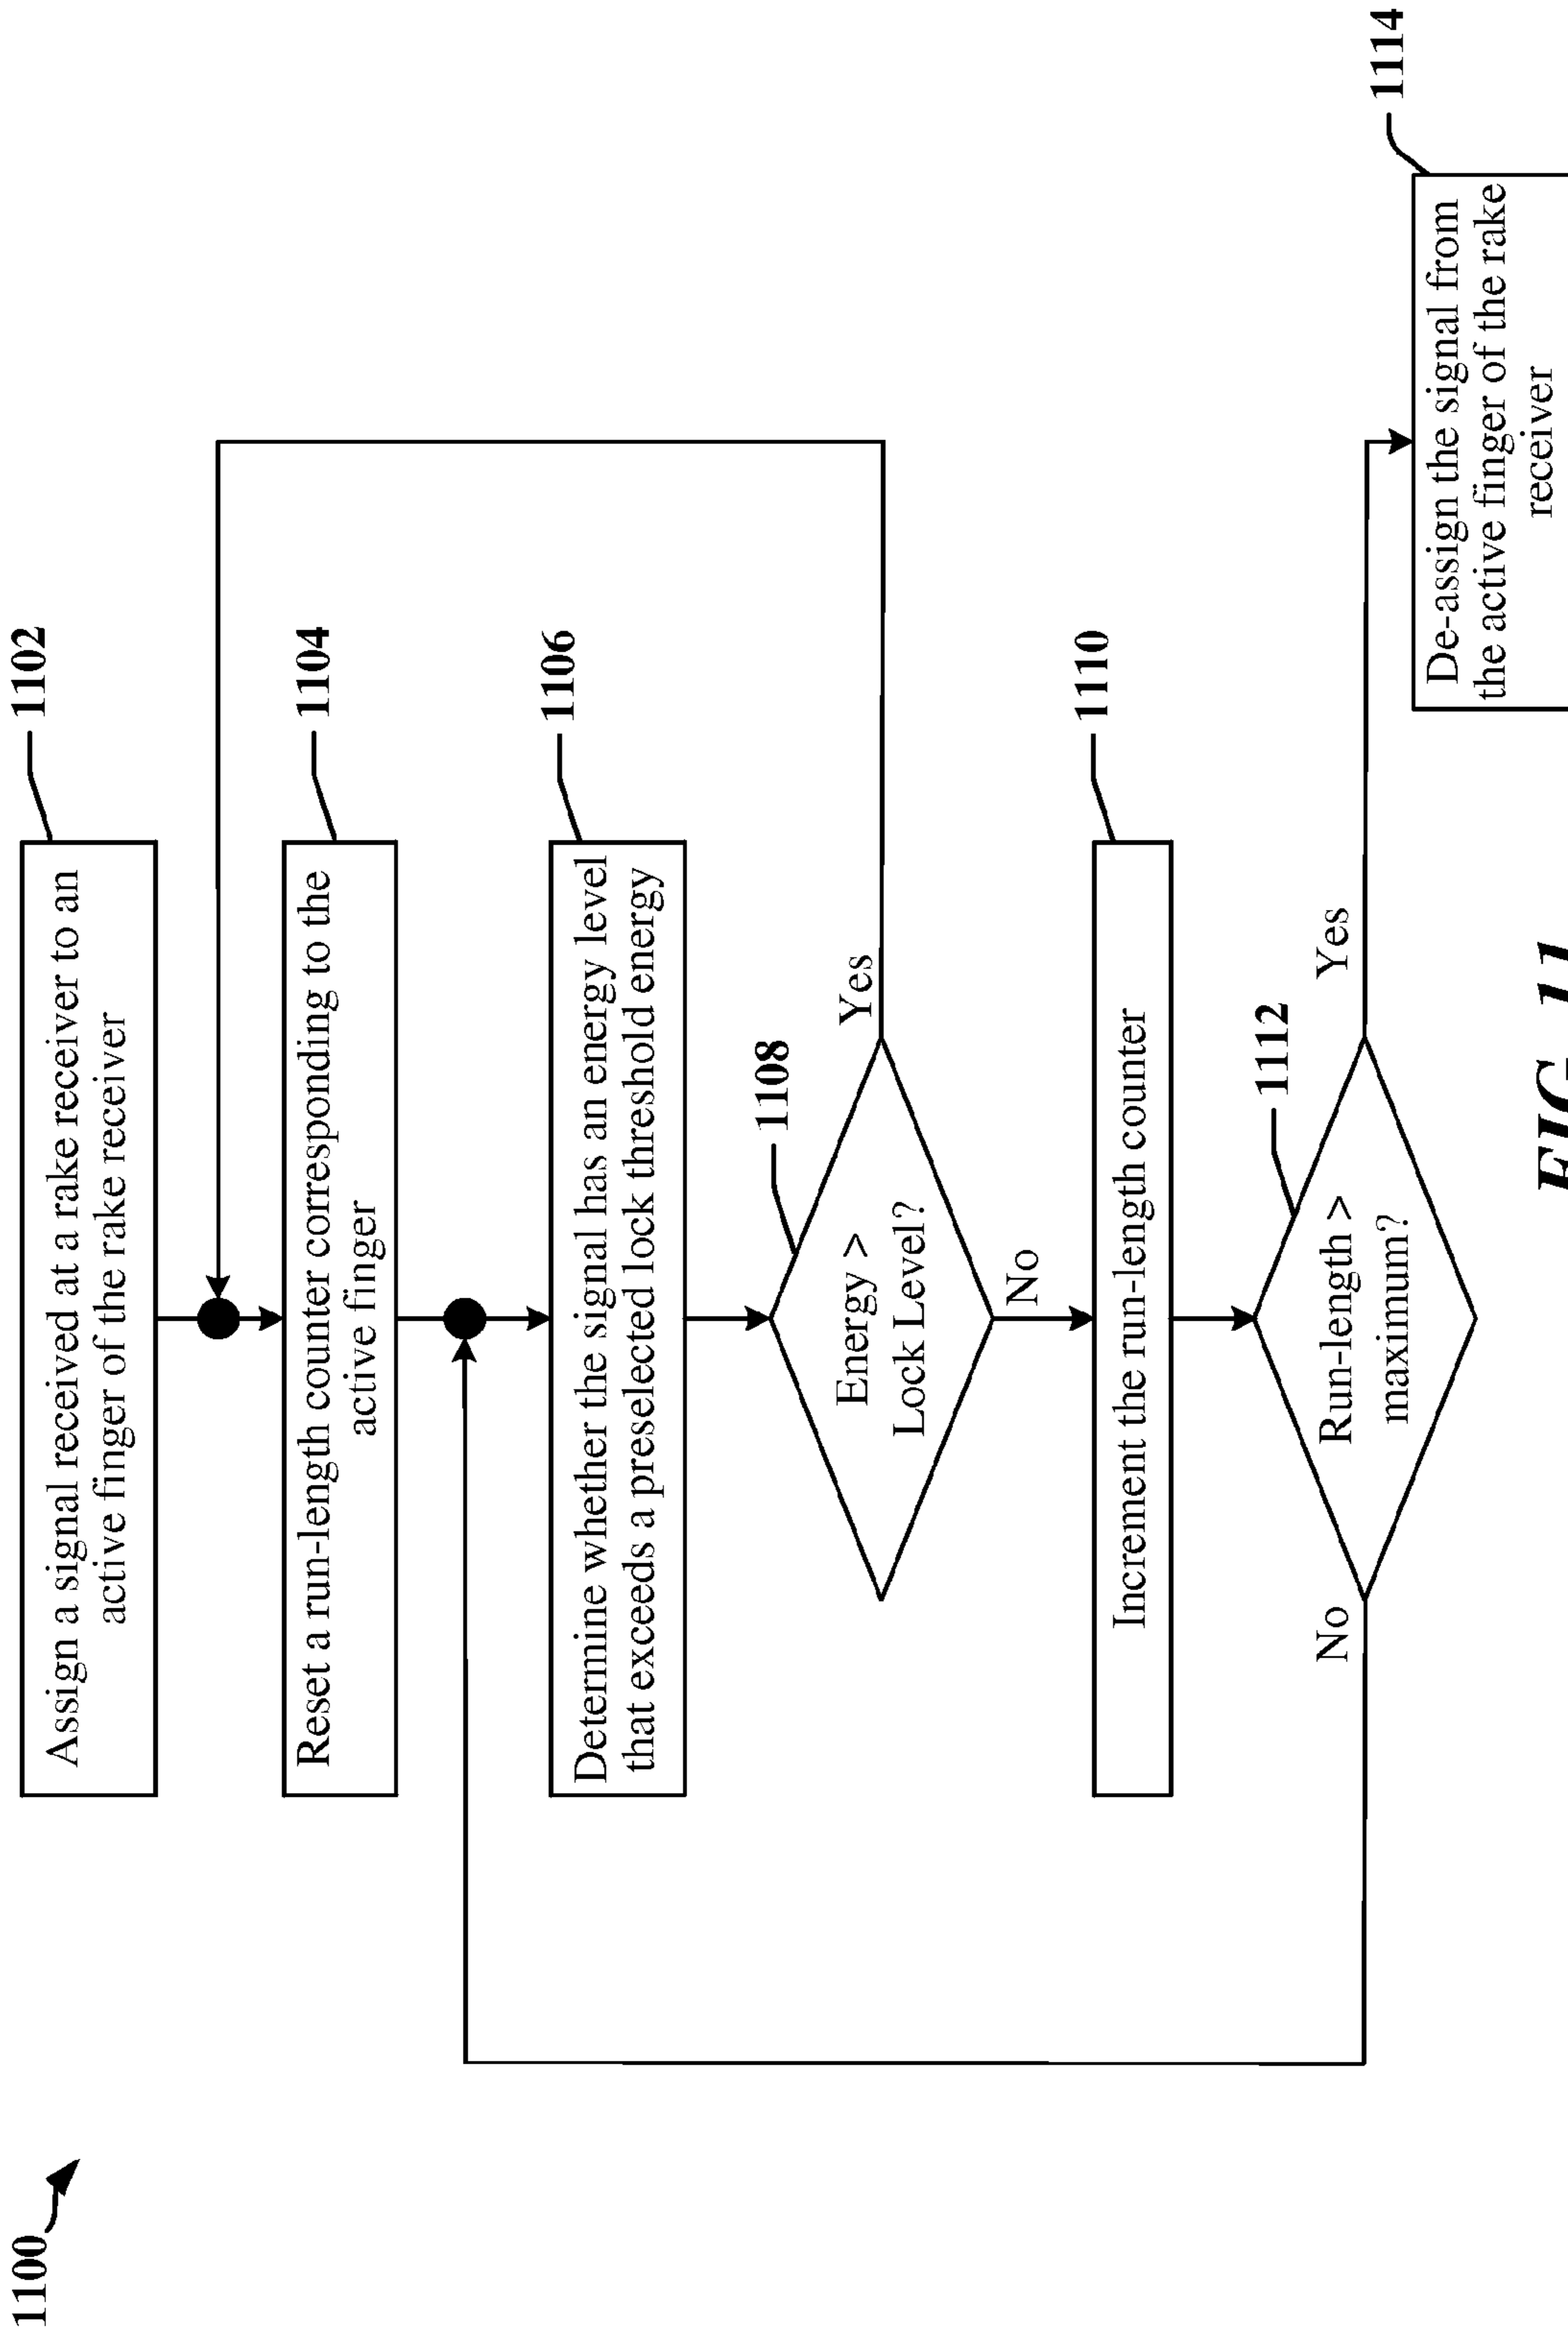 1100
1102
Assign a signal received at a rake receiver to an
active finger of the rake receiver
1104
Reset a run-length counter corresponding to the
active finger
1106
Determine whether the signal has an energy level
that exceeds a preselected lock threshold energy
1108
Energy >
Lock Level?
Yes
No
1110
Increment the run-length counter
1112
Run-length >
maximum?
No
Yes
1114
De-assign the signal from
the active finger of the rake
receiver
FIG. 11